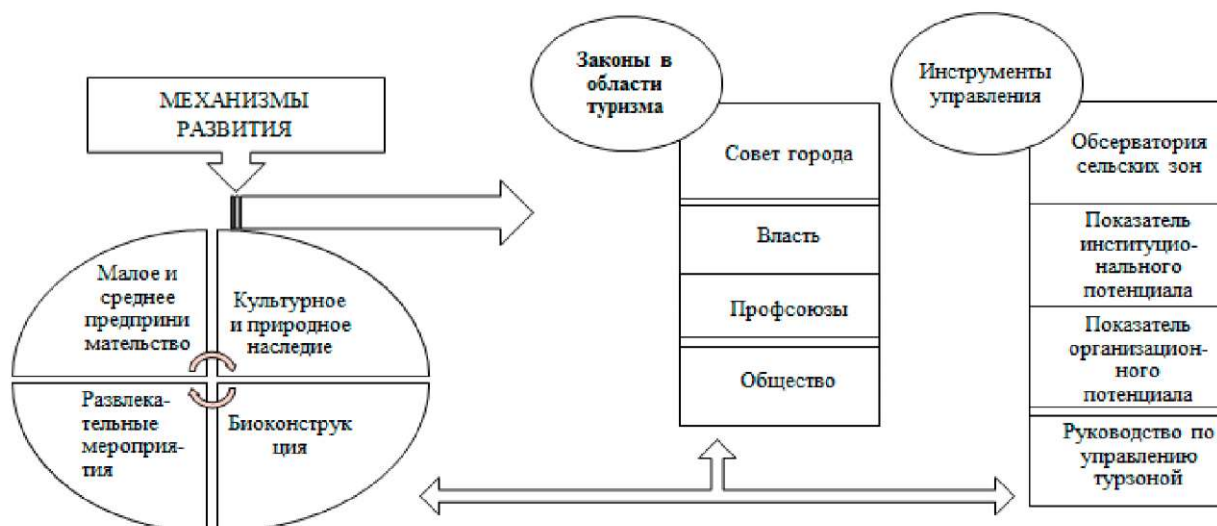 МЕХАНИЗМЫ
РАЗВИТИЯ
Малое и
среднее
предприни
мательство
Культурное
и природное
наследие
Развлека-
тельные
мероприя-
тия
Биоконструк
ция
Законы в
области
туризма
Совет города
Власть
Профсоюзы
Общество
Инструменты
управления
Обсерватория
сельских зон
Показатель
институцио-
нального
потенциала
Показатель
организацион-
ного
потенциала
Руководство по
управлению
турзоной